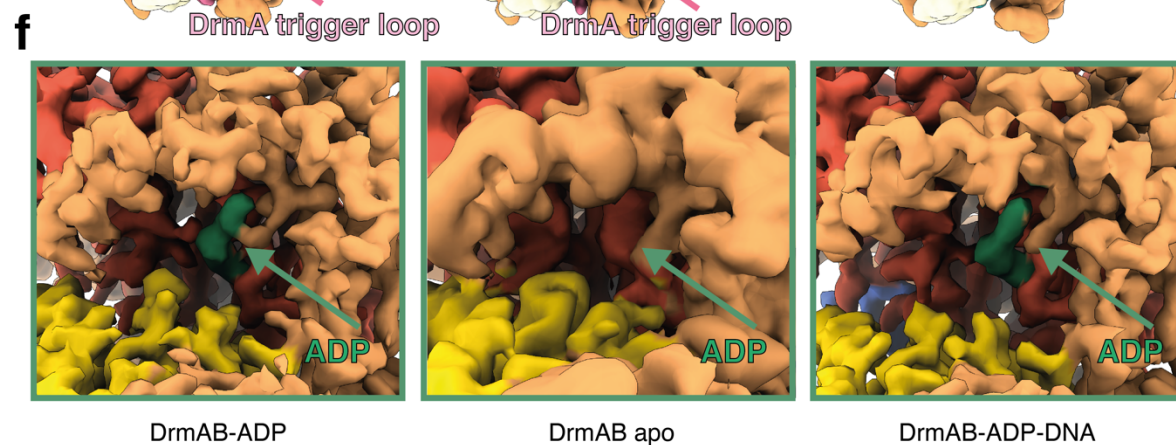 f
DrmA trigger loop
DrmA trigger loop
ADP
ADP
ADP
DrmAB-ADP
DrmAB apo
DrmAB-ADP-DNA